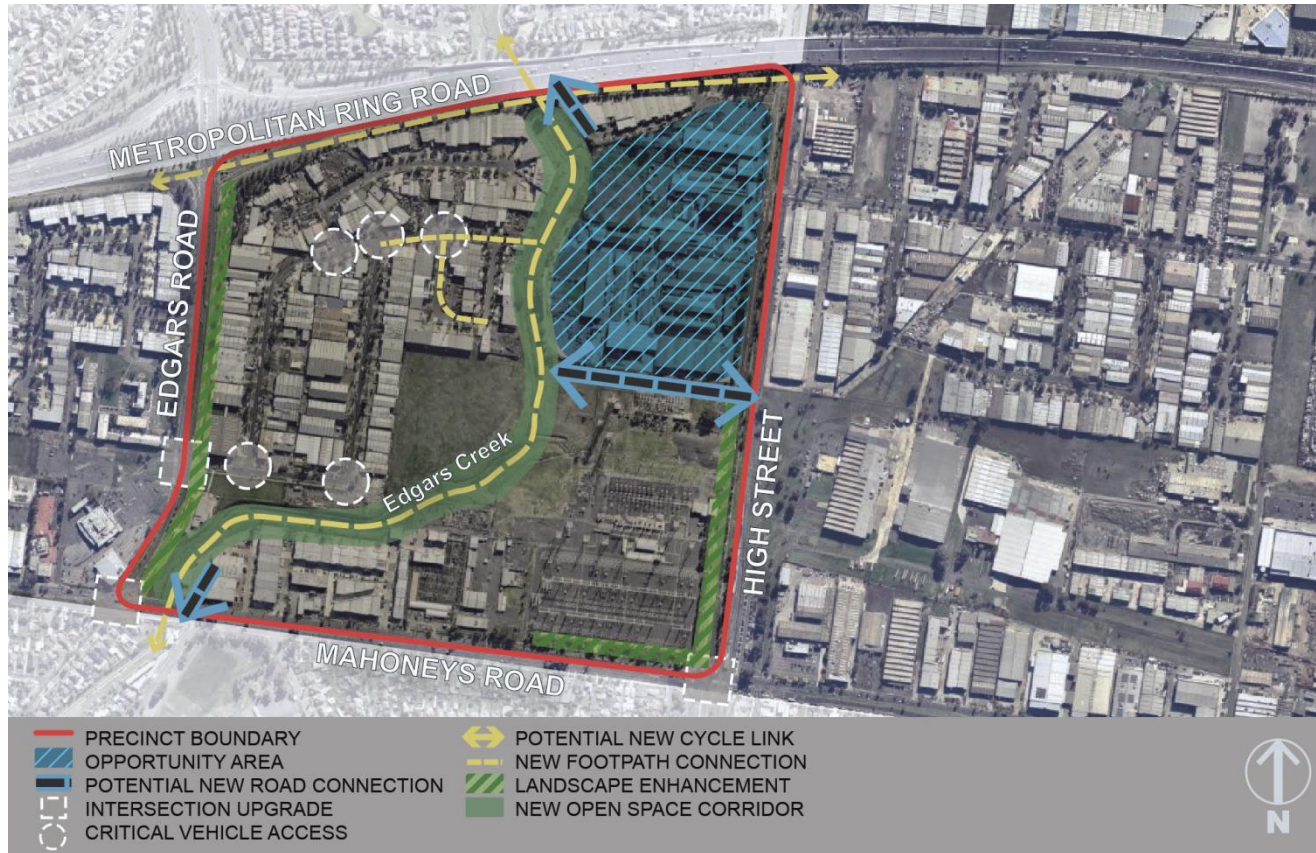 METROPOLITAN RING ROAD
EDGARS ROAD
Edgars Creek
HIGH STREET
MAHONEYS ROAD
PRECINCT BOUNDARY
OPPORTUNITY AREA
POTENTIAL NEW ROAD CONNECTION
INTERSECTION UPGRADE
CRITICAL VEHICLE ACCESS
POTENTIAL NEW CYCLE LINK
NEW FOOTPATH CONNECTION
LANDSCAPE ENHANCEMENT
NEW OPEN SPACE CORRIDOR
N